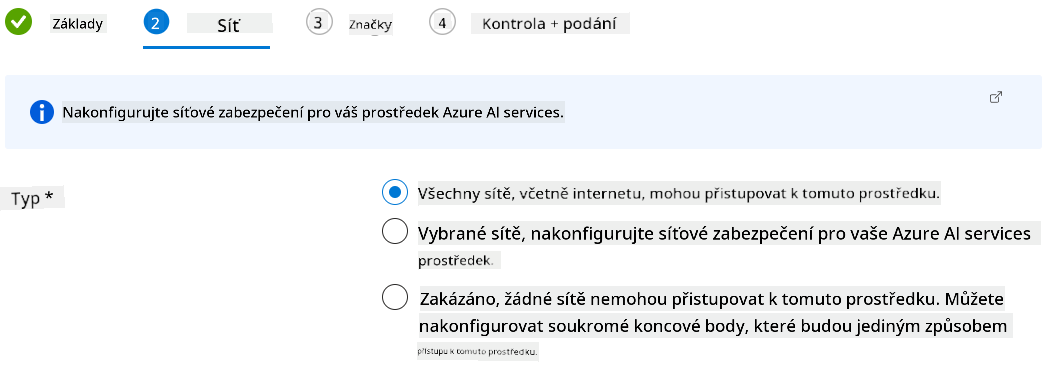 Základy 2 Síť 3 Značky 4 Kontrola + podání
Nakonfigurujte síťové zabezpečení pro váš prostředek Azure AI services.
Typ * Všechny sítě, včetně internetu, mohou přistupovat k tomuto prostředku.
Vybrané sítě, nakonfigurujte síťové zabezpečení pro vaše Azure AI services
prostředek.
Zakázáno, žádné sítě nemohou přistupovat k tomuto prostředku. Můžete
nakonfigurovat soukromé koncové body, které budou jediným způsobem
přístupu k tomuto prostředku.